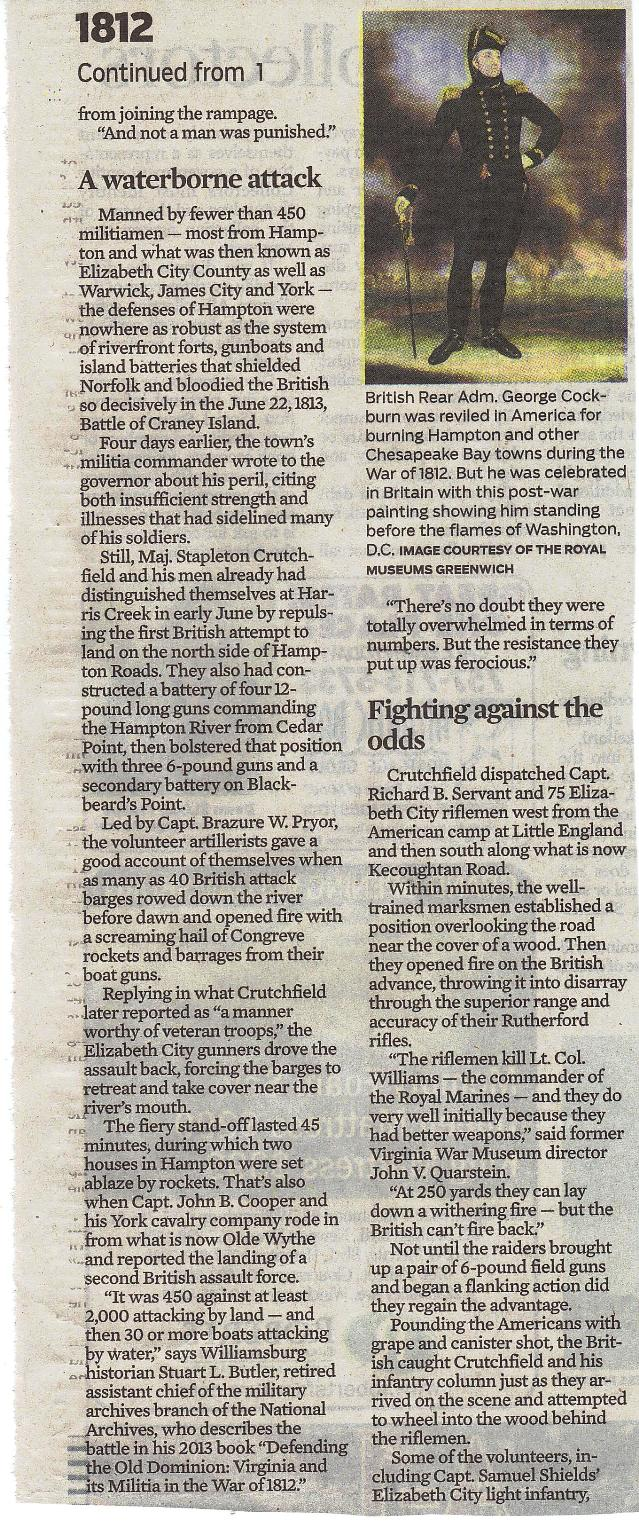 1812
Continued from 1
from joining the rampage.
“And not a man was punished.”
A waterborne attack
Manned by fewer than 450
militiamen — most from Hamp-
ton and what was then known as
Elizabeth City County as well as
Warwick, James City and York —
the defenses of Hampton were
nowhere as robust as the system
of riverfront forts, gunboats and
island batteries that shielded
Norfolk and bloodied the British
so decisively in the June 22, 1813,
Battle of Craney Island.
Four days earlier, the town’s
militia commander wrote to the
governor about his peril, citing
both insufficient strength and
illnesses that had sidelined many
of his soldiers.
Still, Maj. Stapleton Crutch-
field and his men already had
distinguished themselves at Har-
ris Creek in early June by repuls-
ing the first British attempt to
land on the north side of Hamp-
ton Roads. They also had con-
structed a battery of four 12-
pound long guns commanding
the Hampton River from Cedar
Point, then bolstered that position
with three 6-pound guns and a
secondary battery on Black-
beard’s Point.
Led by Capt. Brazure W. Pryor,
the volunteer artillerists gave a
good account of themselves when
as many as 40 British attack
barges rowed down the river
before dawn and opened fire with
a screaming hail of Congreve
rockets and barrages from their
boat guns.
Replying in what Crutchfield
later reported as “a manner
worthy of veteran troops,” the
Elizabeth City gunners drove the
assault back, forcing the barges to
retreat and take cover near the
river’s mouth.
The fiery stand-off lasted 45
minutes, during which two
houses in Hampton were set
ablaze by rockets. That’s also
when Capt. John B. Cooper and
his York cavalry company rode in
from what is now Olde Wythe
and reported the landing of a
second British assault force.
“It was 450 against at least
2,000 attacking by land — and
then 30 or more boats attacking
by water,” says Williamsburg
historian Stuart L. Butler, retired
assistant chief of the military
archives branch of the National
Archives, who describes the
battle in his 2013 book “Defending
the Old Dominion: Virginia and
its Militia in the War of 1812.”
British Rear Adm. George Cock-
burn was reviled in America for
burning Hampton and other
Chesapeake Bay towns during the
War of 1812. But he was celebrated
in Britain with this post-war
painting showing him standing
before the flames of Washington,
D.C. IMAGE COURTESY OF THE ROYAL
MUSEUMS GREENWICH
“There’s no doubt they were
totally overwhelmed in terms of
numbers. But the resistance they
put up was ferocious.”
Fighting against the
odds
Crutchfield dispatched Capt.
Richard B. Servant and 75 Eliza-
beth City riflemen west from the
American camp at Little England
and then south along what is now
Kecoughtan Road.
Within minutes, the well-
trained marksmen established a
position overlooking the road
near the cover of a wood. Then
they opened fire on the British
advance, throwing it into disarray
through the superior range and
accuracy of their Rutherford
rifles.
“The riflemen kill Lt. Col.
Williams — the commander of
the Royal Marines — and they do
very well initially because they
had better weapons,” said former
Virginia War Museum director
John V. Quarstein.
“At 250 yards they can lay
down a withering fire — but the
British can’t fire back.”
Not until the raiders brought
up a pair of 6-pound field guns
and began a flanking action did
they regain the advantage.
Pounding the Americans with
grape and canister shot, the Brit-
ish caught Crutchfield and his
infantry column just as they ar-
rived on the scene and attempted
to wheel into the wood behind
the riflemen.
Some of the volunteers, in-
cluding Capt. Samuel Shields’
Elizabeth City light infantry,